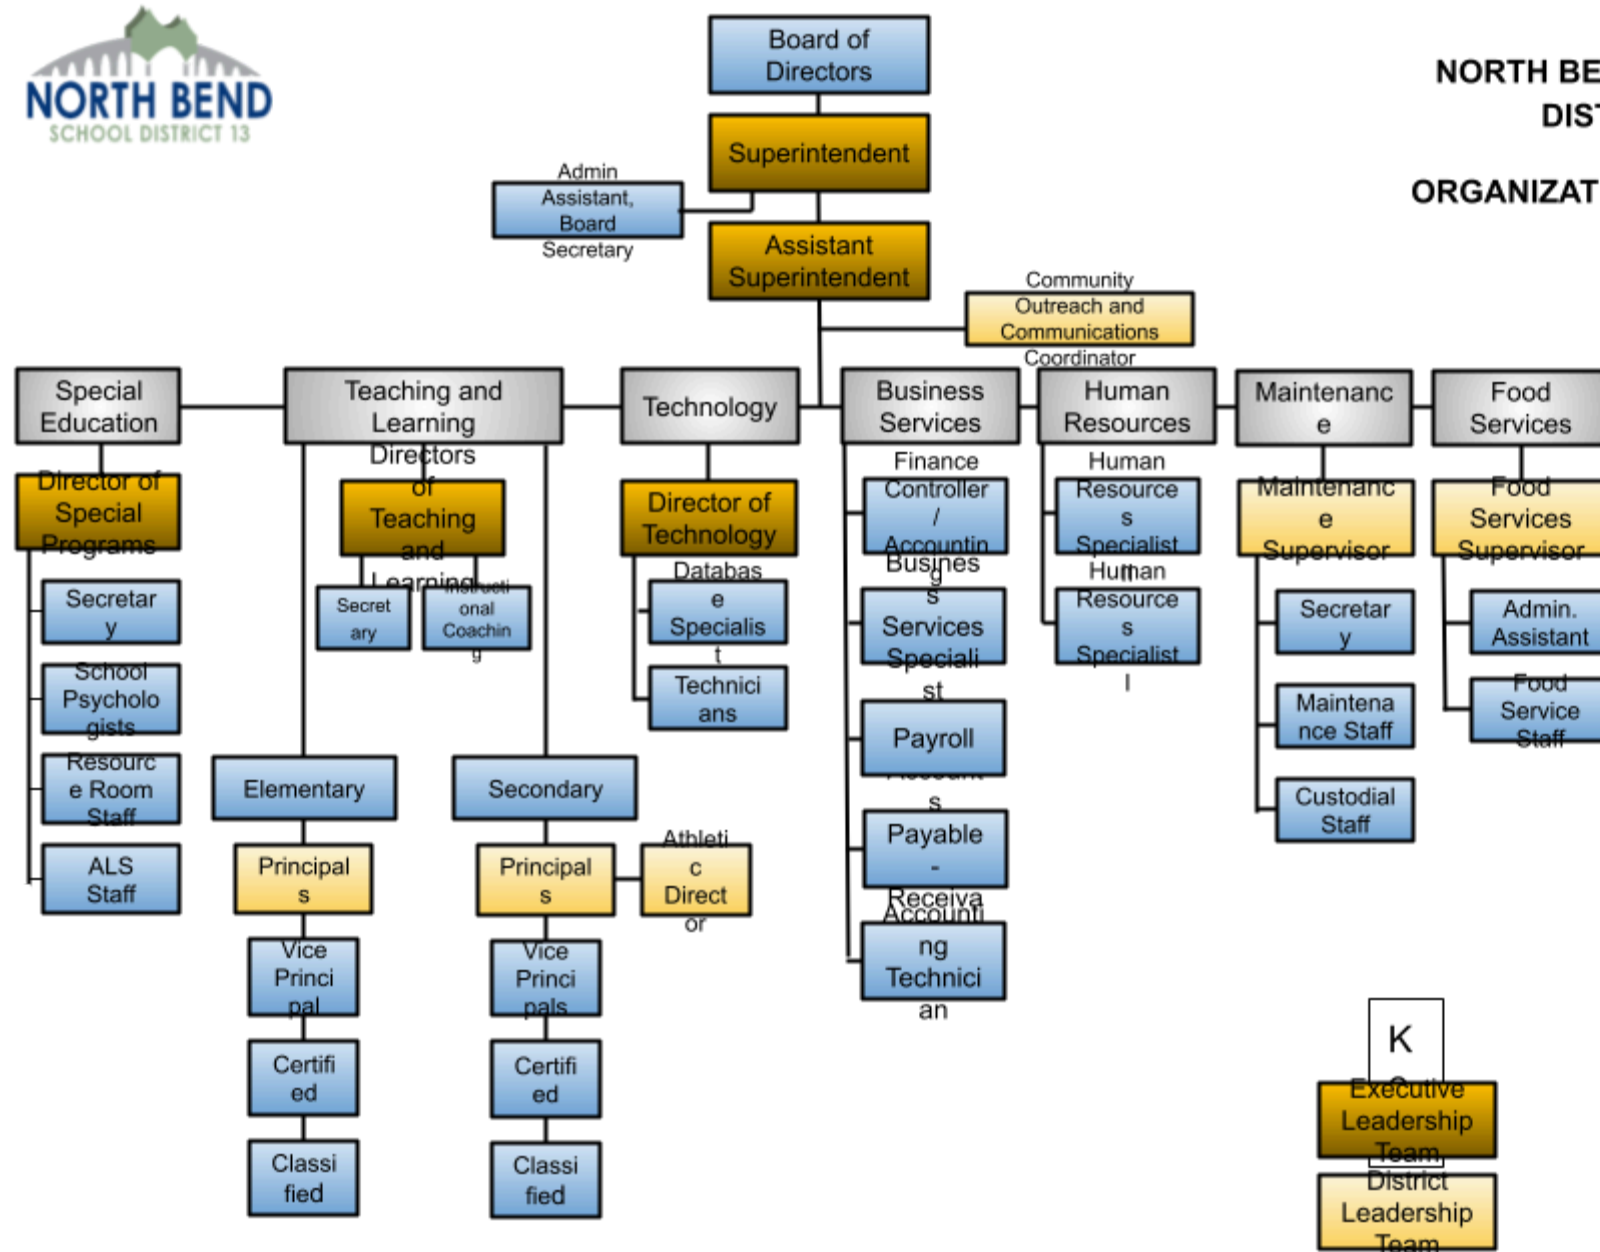 NORTH BEND
SCHOOL DISTRICT 13
NORTH BE
DIST
ORGANIZAT
Board of
Directors
Superintendent
Admin
Assistant,
Board
Secretary
Assistant
Superintendent
Community
Outreach and
Communications
Coordinator
Special
Education
Teaching and
Learning
Technology
Business
Services
Human
Resources
Maintenanc
e
Food
Services
Director of
Special
Programs
Secretar
y
School
Psycholo
gists
Resourc
e Room
Staff
ALS
Staff
Directors
of
Teaching
and
Learning
Secret
ary
Instructi
onal
Coachin
g
Elementary
Principal
s
Vice
Princi
pal
Certifi
ed
Classi
fied
Secondary
Principal
s
Athleti
c
Direct
or
Vice
Princi
pals
Certifi
ed
Classi
fied
Director of
Technology
Databas
e
Specialis
t
Technici
ans
Finance
Controller
/
Accountin
g
Busines
s
Services
Speciali
st
Payroll
Account
s
Payable
-
Receiva
Accounti
ng
Technici
an
Human
Resource
s
Specialist
II
Human
Resource
s
Specialist
I
Maintenanc
e
Supervisor
Secretar
y
Maintena
nce Staff
Custodial
Staff
Food
Services
Supervisor
Admin.
Assistant
Food
Service
Staff
K
e
Executive
Leadership
Team
District
Leadership
Team